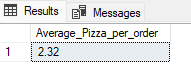 Results Messages
Average_Pizza_per_order
1 2.32